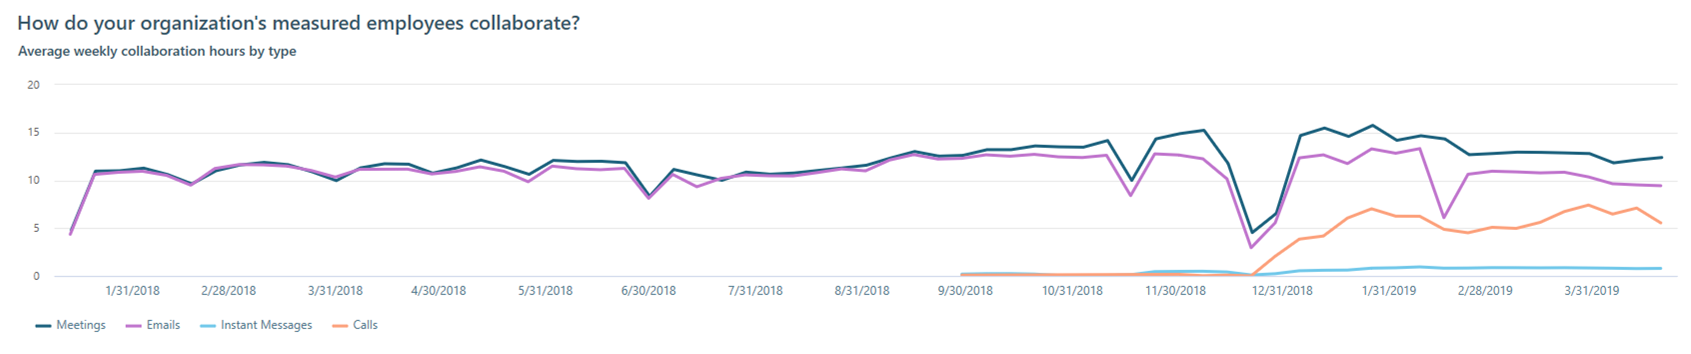 How do your organization's measured employees collaborate?
Average weekly collaboration hours by type
20
15
10
5
0
1/31/2018 2/28/2018 3/31/2018 4/30/2018 5/31/2018 6/30/2018 7/31/2018 8/31/2018 9/30/2018 10/31/2018 11/30/2018 12/31/2018 1/31/2019 2/28/2019 3/31/2019
Meetings Emails Instant Messages Calls